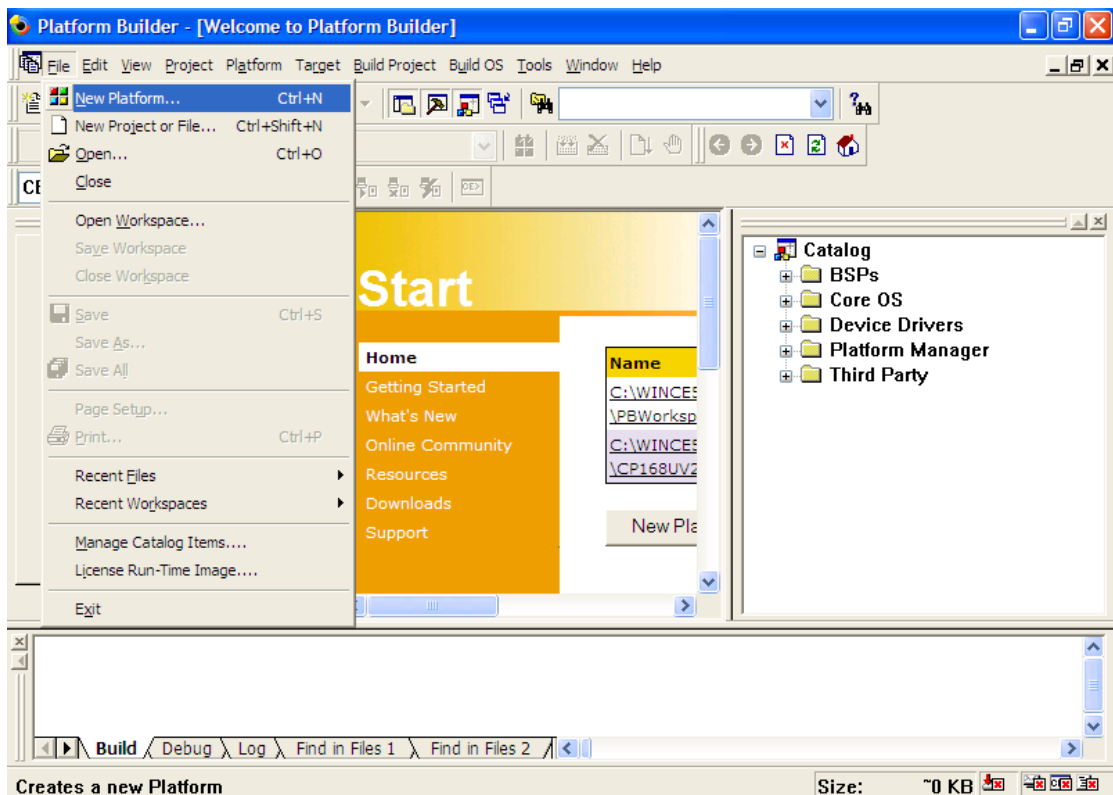 Platform Builder - [Welcome to Platform Builder]
File Edit View Project Platform Target Build Project Build OS Tools Window Help
New Platform... Ctrl+N
New Project or File... Ctrl+Shift+N
Open... Ctrl+O
Close
Open Workspace...
Save Workspace
Close Workspace
Save Ctrl+S
Save As...
Save All
Page Setup...
Print... Ctrl+P
Recent Files
Recent Workspaces
Manage Catalog Items....
License Run-Time Image....
Exit
CE
CE>
Start
Home
Getting Started
What's New
Online Community
Resources
Downloads
Support
Name
C:\WINCE5
\PBWorksp
C:\WINCE5
\CP168UV2
New Pla
Catalog
BSPs
Core OS
Device Drivers
Platform Manager
Third Party
Build Debug Log Find in Files 1 Find in Files 2
Creates a new Platform
Size: ~0 KB